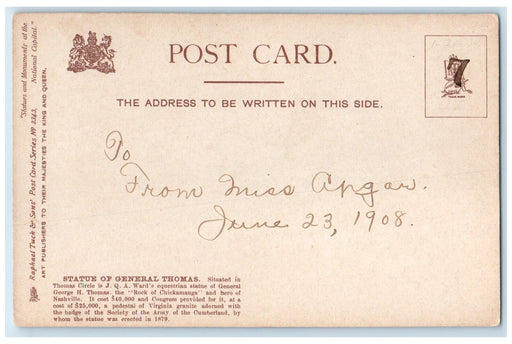 "Statues and Monuments of the
National Capital."
Raphael Tuck & Sons' Post Card Series Nº 2343.
ART PUBLISHERS TO THEIR MAJESTIES THE KING AND QUEEN.
POST CARD.
7
THE ADDRESS TO BE WRITTEN ON THIS SIDE.
To
From Miss Apgar.
June 23, 1908.
STATUE OF GENERAL THOMAS. Situated in
Thomas Circle is J. Q. A. Ward's equestrian statue of General
George H. Thomas, the "Rock of Chickamauga" and hero of
Nashville. It cost $40,000 and Congress provided for it, at a
cost of $25,000, a pedestal of Virginia granite adorned with
the badge of the Society of the Army of the Cumberland, by
whom the statue was erected in 1879.